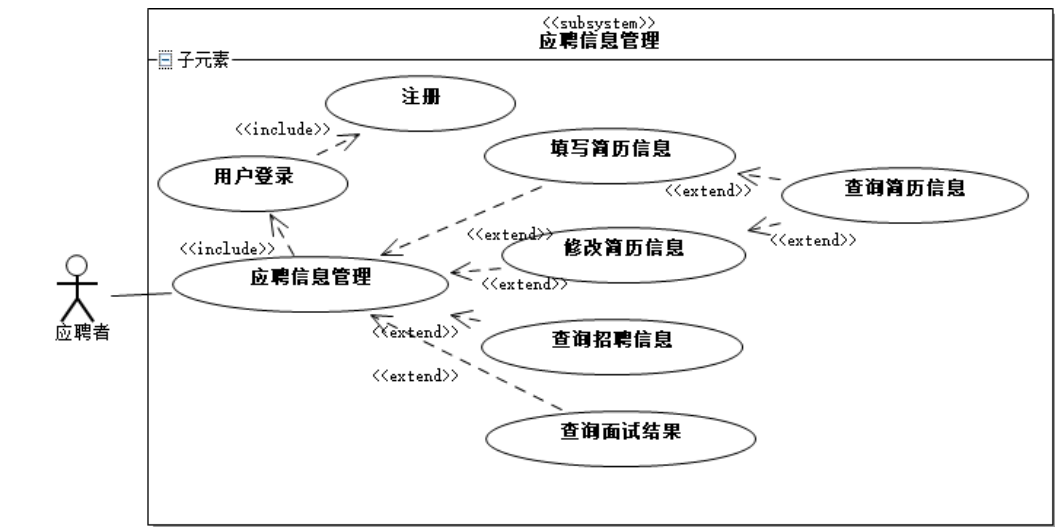 <<subsystem>>
应聘信息管理
子元素
注册
<<include>>
填写简历信息
用户登录
<<extend>>
查询简历信息
<<extend>>
<<extend>>
<<include>>
修改简历信息
应聘信息管理
<<extend>>
应聘者
<<extend>>
查询招聘信息
<<extend>>
查询面试结果